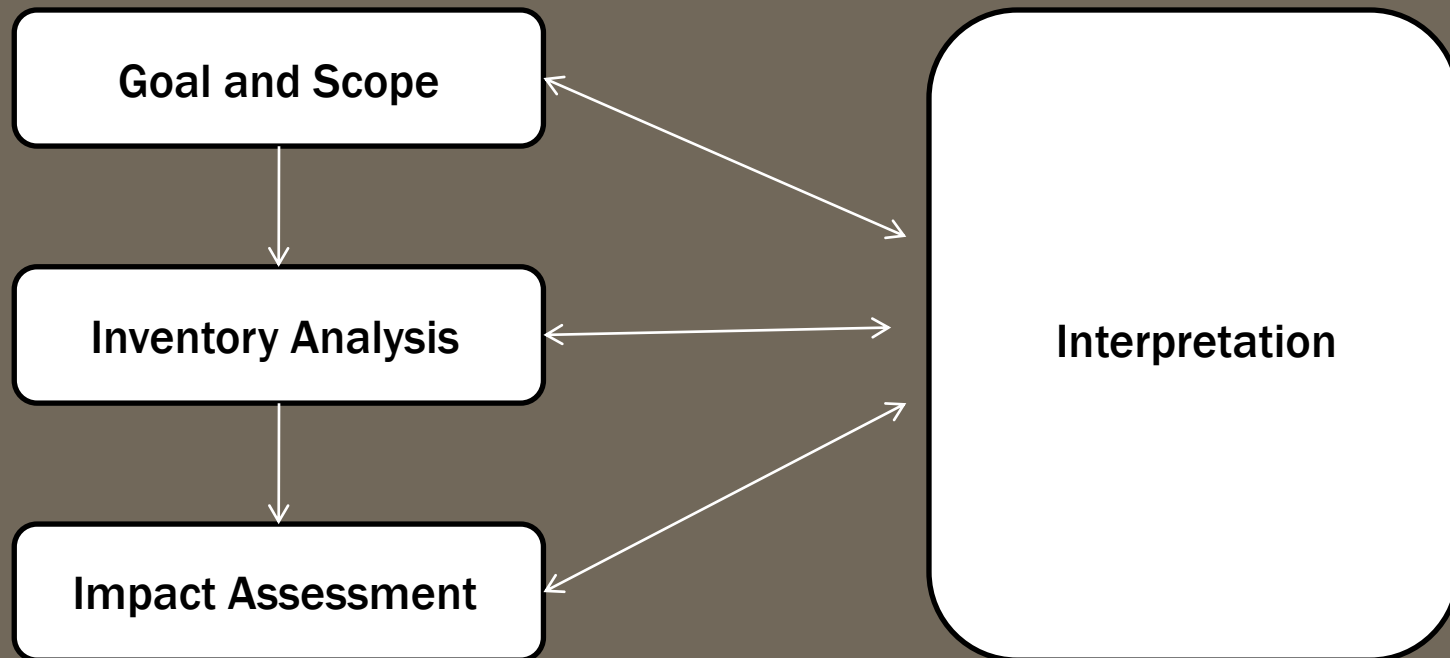 Goal and Scope
Inventory Analysis
Interpretation
Impact Assessment